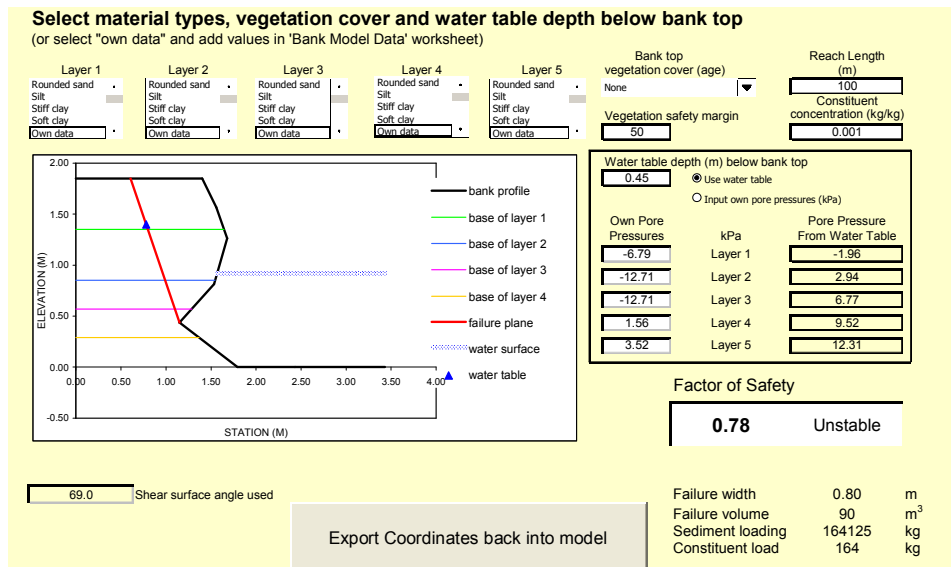 Select material types, vegetation cover and water table depth below bank top
(or select "own data" and add values in 'Bank Model Data' worksheet)
Layer 1
Rounded sand
Silt
Stiff clay
Soft clay
Own data
Layer 2
Rounded sand
Silt
Stiff clay
Soft clay
Own data
Layer 3
Rounded sand
Silt
Stiff clay
Soft clay
Own data
Layer 4
Rounded sand
Silt
Stiff clay
Soft clay
Own data
Layer 5
Rounded sand
Silt
Stiff clay
Soft clay
Own data
Bank top
vegetation cover (age)
None
Vegetation safety margin
50
Reach Length
(m)
100
Constituent
concentration (kg/kg)
0.001
2.00
1.50
1.00
0.50
0.00
-0.50
ELEVATION (M)
0.00 0.50 1.00 1.50 2.00 2.50 3.00 3.50 4.00
STATION (M)
bank profile
base of layer 1
base of layer 2
base of layer 3
base of layer 4
failure plane
water surface
water table
Water table depth (m) below bank top
0.45
Use water table
Input own pore pressures (kPa)
Own Pore Pressures kPa Pore Pressure From Water Table
-6.79 Layer 1 -1.96
-12.71 Layer 2 2.94
-12.71 Layer 3 6.77
1.56 Layer 4 9.52
3.52 Layer 5 12.31
Factor of Safety
0.78 Unstable
69.0 Shear surface angle used
Export Coordinates back into model
Failure width 0.80 m
Failure volume 90 m³
Sediment loading 164125 kg
Constituent load 164 kg